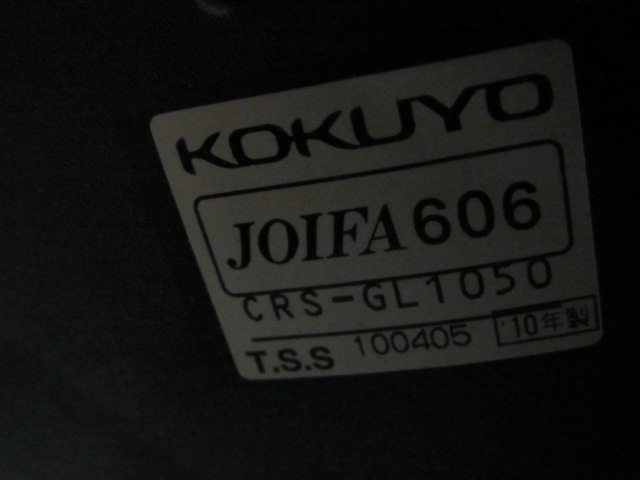 KOKUYO
JOIFA 606
CRS-GL1050
T.S.S 100405 '10年製